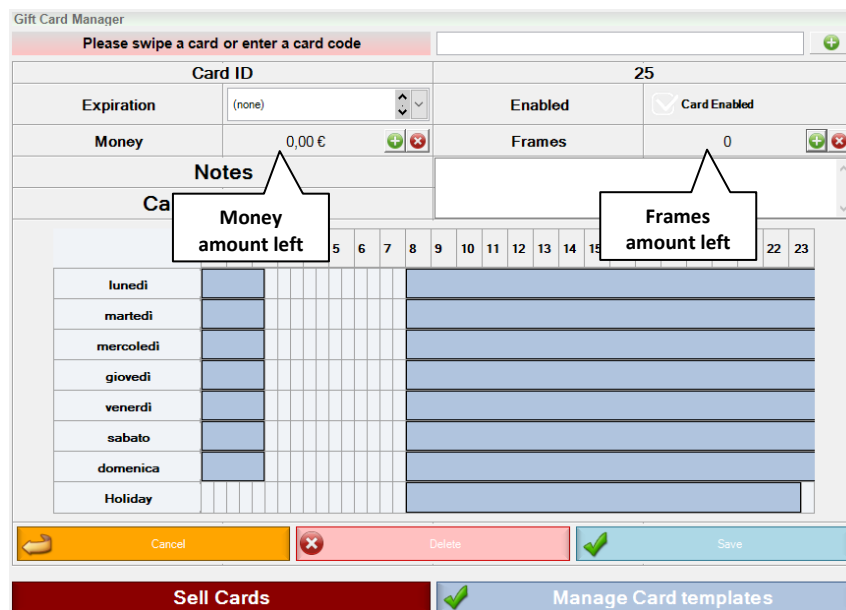 Gift Card Manager
Please swipe a card or enter a card code
Card ID 25
Expiration (none) Enabled Card Enabled
Money 0,00 € Frames 0
Notes
Ca
Money
amount left
Frames
amount left
5 6 7 8 9 10 11 12 13 14 15 22 23
lunedì
martedì
mercoledì
giovedì
venerdì
sabato
domenica
Holiday
Cancel Delete Save
Sell Cards Manage Card templates